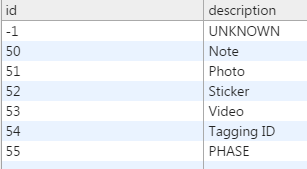 id description
-1 UNKNOWN
50 Note
51 Photo
52 Sticker
53 Video
54 Tagging ID
55 PHASE